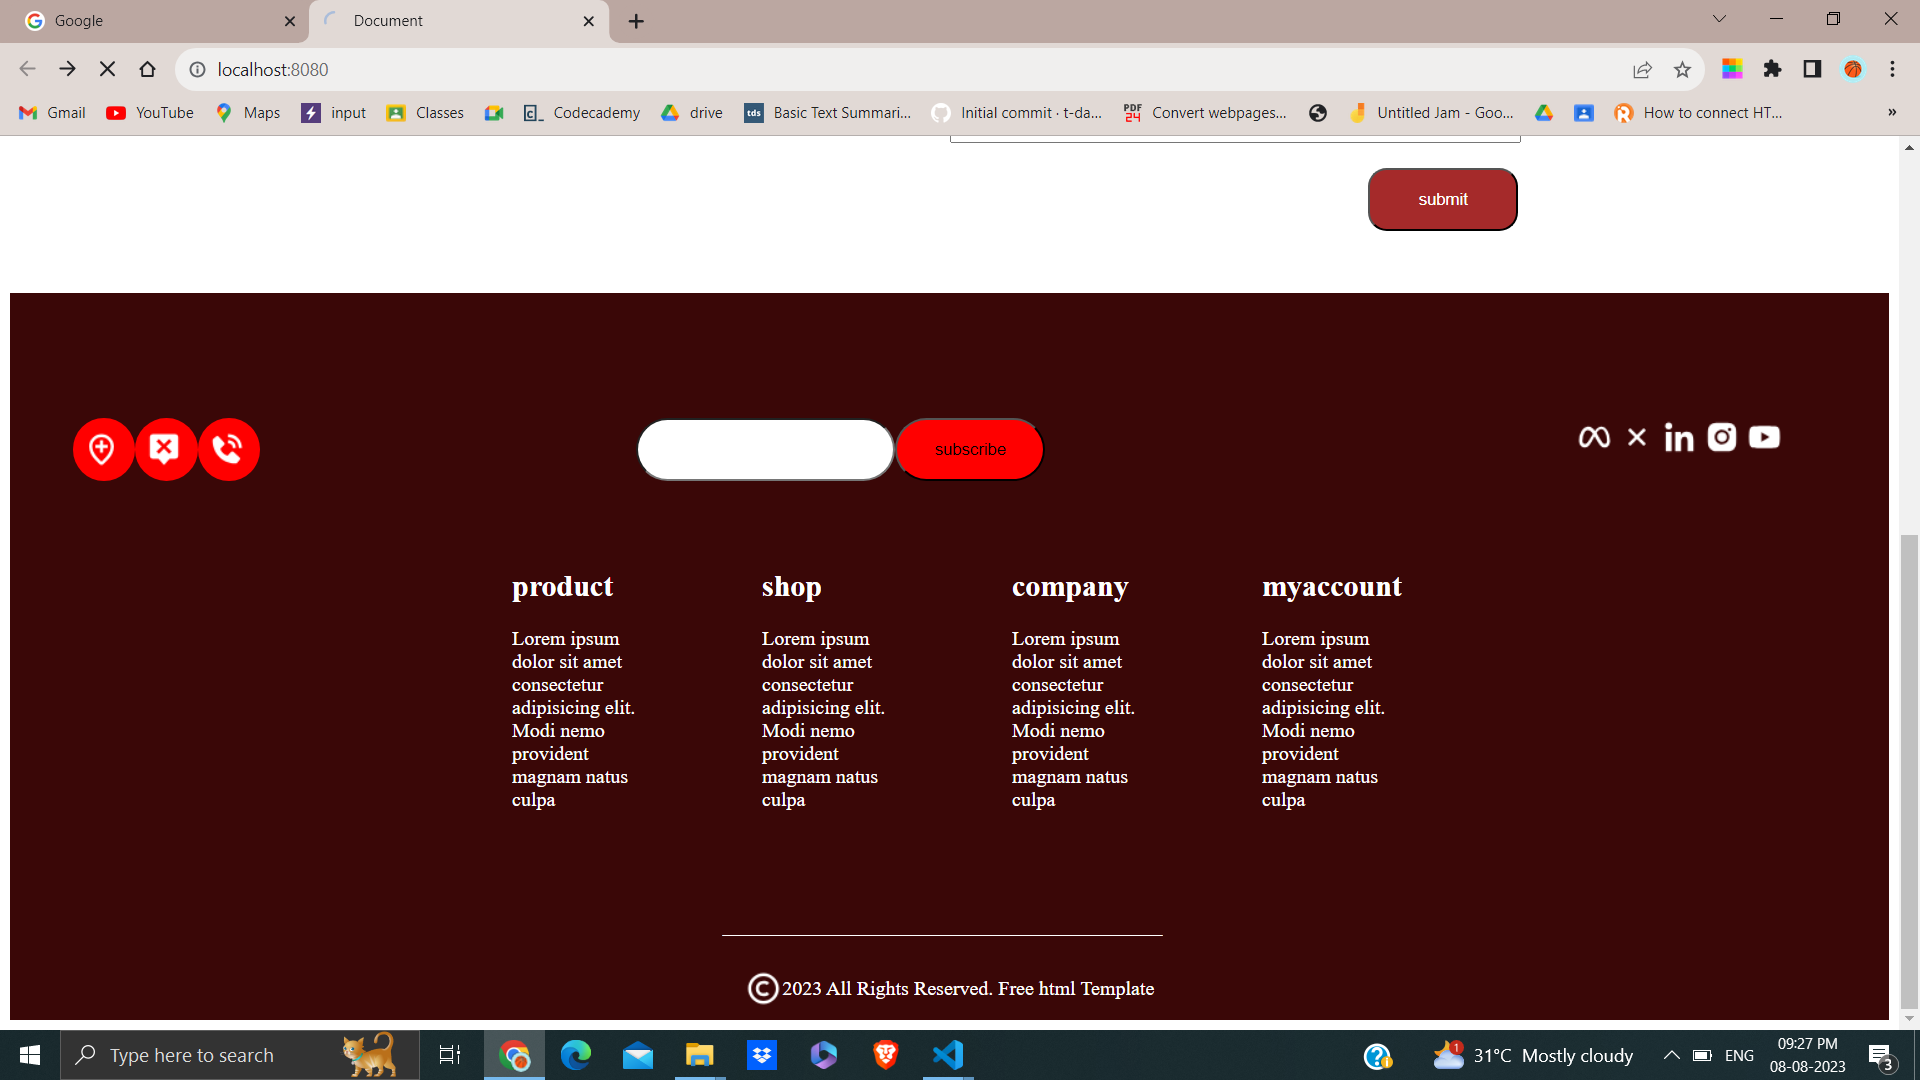 Google
Document
localhost:8080
Gmail
YouTube
Maps
input
Classes
Codecademy
drive
tds
Basic Text Summari...
Initial commit · t-da...
PDF
24
Convert webpages...
Untitled Jam - Goo...
How to connect HT...
»
submit
subscribe
product
shop
company
myaccount
Lorem ipsum
dolor sit amet
consectetur
adipisicing elit.
Modi nemo
provident
magnam natus
culpa
Lorem ipsum
dolor sit amet
consectetur
adipisicing elit.
Modi nemo
provident
magnam natus
culpa
Lorem ipsum
dolor sit amet
consectetur
adipisicing elit.
Modi nemo
provident
magnam natus
culpa
Lorem ipsum
dolor sit amet
consectetur
adipisicing elit.
Modi nemo
provident
magnam natus
culpa
© 2023 All Rights Reserved. Free html Template
Type here to search
1
31°C Mostly cloudy
ENG
09:27 PM
08-08-2023
3